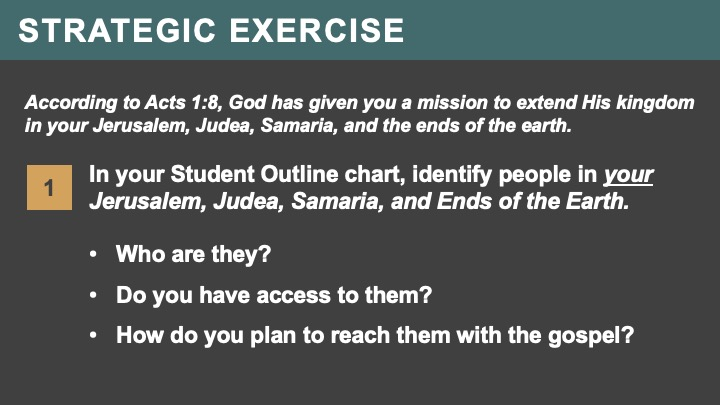 STRATEGIC EXERCISE
According to Acts 1:8, God has given you a mission to extend His kingdom
in your Jerusalem, Judea, Samaria, and the ends of the earth.
1
In your Student Outline chart, identify people in your
Jerusalem, Judea, Samaria, and Ends of the Earth.
• Who are they?
• Do you have access to them?
• How do you plan to reach them with the gospel?